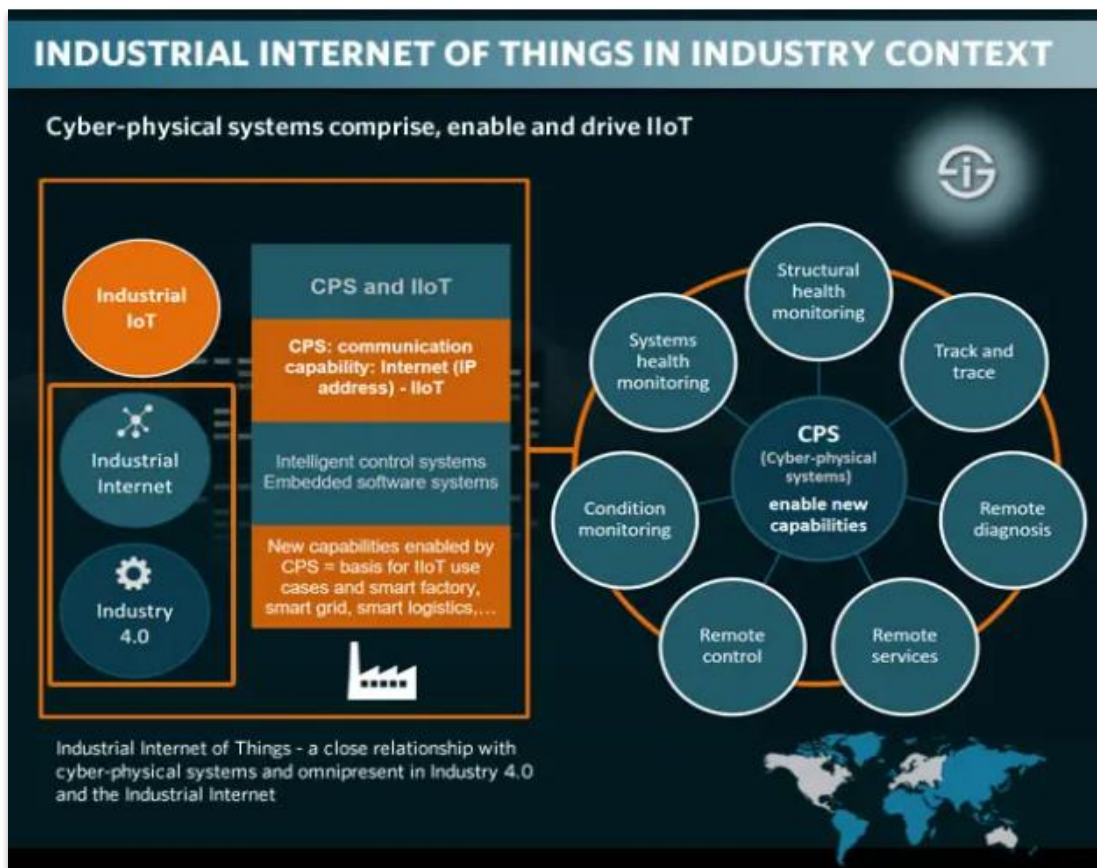 INDUSTRIAL INTERNET OF THINGS IN INDUSTRY CONTEXT
Cyber-physical systems comprise, enable and drive IIoT
Industrial
IoT
Industrial
Internet
Industry
4.0
CPS and IIoT
CPS: communication
capability: Internet (IP
address) - IIoT
Intelligent control systems
Embedded software systems
New capabilities enabled by
CPS = basis for IIoT use
cases and smart factory,
smart grid, smart logistics,…
Structural
health
monitoring
Track and
trace
Remote
diagnosis
Remote
services
Remote
control
Condition
monitoring
Systems
health
monitoring
CPS
(Cyber-physical
systems)
enable new
capabilities
Industrial Internet of Things - a close relationship with
cyber-physical systems and omnipresent in Industry 4.0
and the Industrial Internet